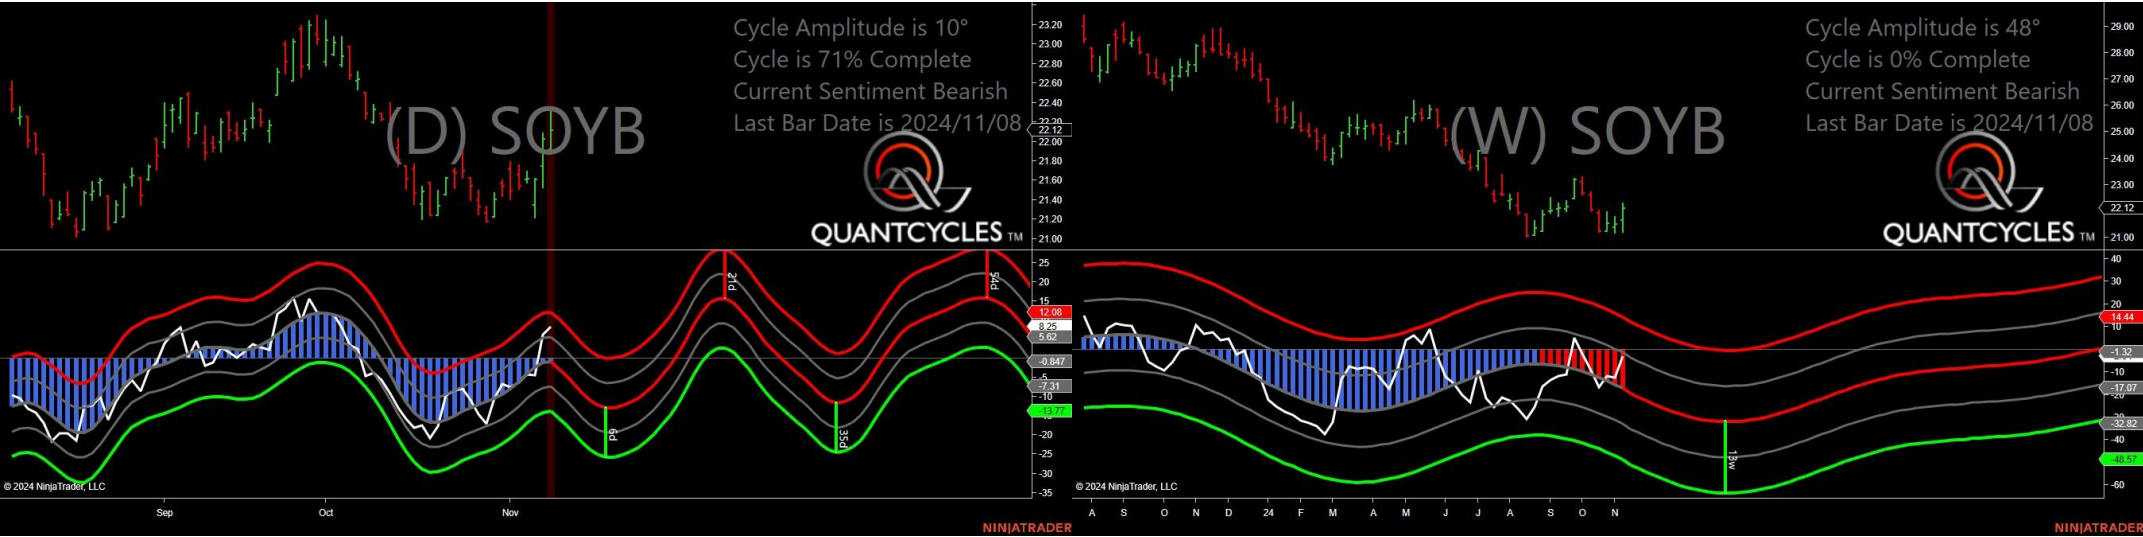 Cycle Amplitude is 10°
Cycle is 71% Complete
Current Sentiment Bearish
Last Bar Date is 2024/11/08
(D) SOYB
QUANTCYCLES TM
23.20
23.00
22.80
22.60
22.40
22.20
22.12
22.00
21.80
21.60
21.40
21.20
21.00
25
20
15
12.08
8.25
5.62
-0.847
-5
-7.31
-10
-13.77
-15
-20
-25
-30
-35
6d
21d
35d
54d
© 2024 NinjaTrader, LLC
Sep
Oct
Nov
NINJATRADER
Cycle Amplitude is 48°
Cycle is 0% Complete
Current Sentiment Bearish
Last Bar Date is 2024/11/08
(W) SOYB
QUANTCYCLES TM
29.00
28.00
27.00
26.00
25.00
24.00
23.00
22.12
21.00
40
30
20
14.44
10
-1.32
-10
-17.07
-20
-32.82
-40
-48.57
-60
13w
© 2024 NinjaTrader, LLC
A S O N D 24 F M A M J J A S O N
NINJATRADER